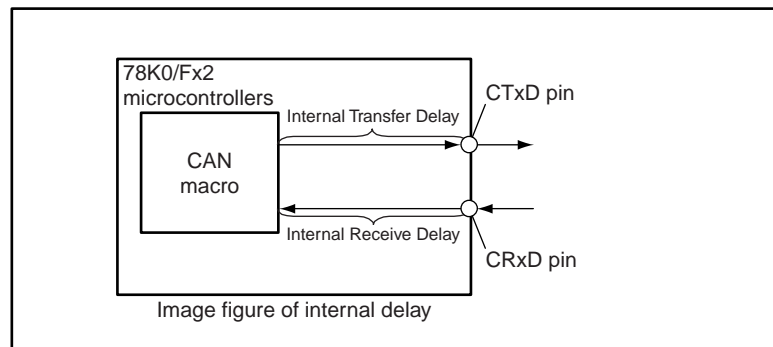 78K0/Fx2
microcontrollers
CTxD pin
Internal Transfer Delay
CAN
macro
Internal Receive Delay
CRxD pin
Image figure of internal delay